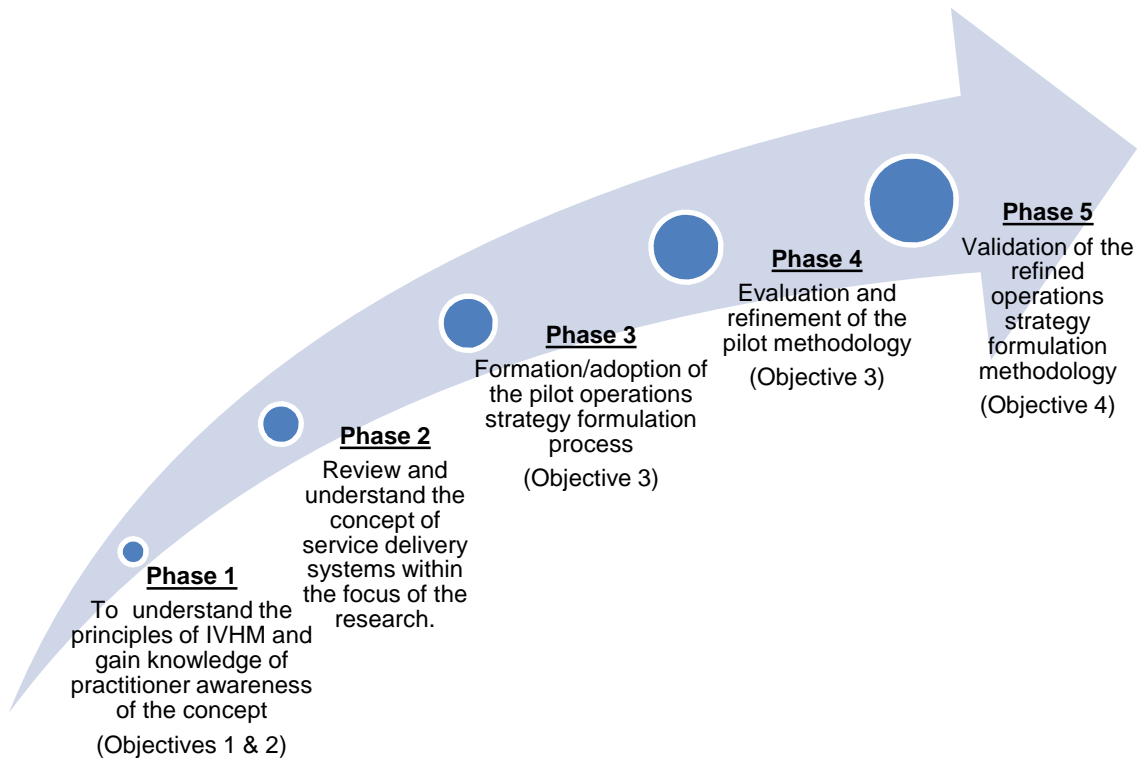 Phase 1
To understand the
principles of IVHM and
gain knowledge of
practitioner awareness
of the concept
(Objectives 1 & 2)
Phase 2
Review and
understand the
concept of
service delivery
systems within
the focus of the
research.
Phase 3
Formation/adoption of
the pilot operations
strategy formulation
process
(Objective 3)
Phase 4
Evaluation and
refinement of the
pilot methodology
(Objective 3)
Phase 5
Validation of the
refined
operations
strategy
formulation
methodology
(Objective 4)